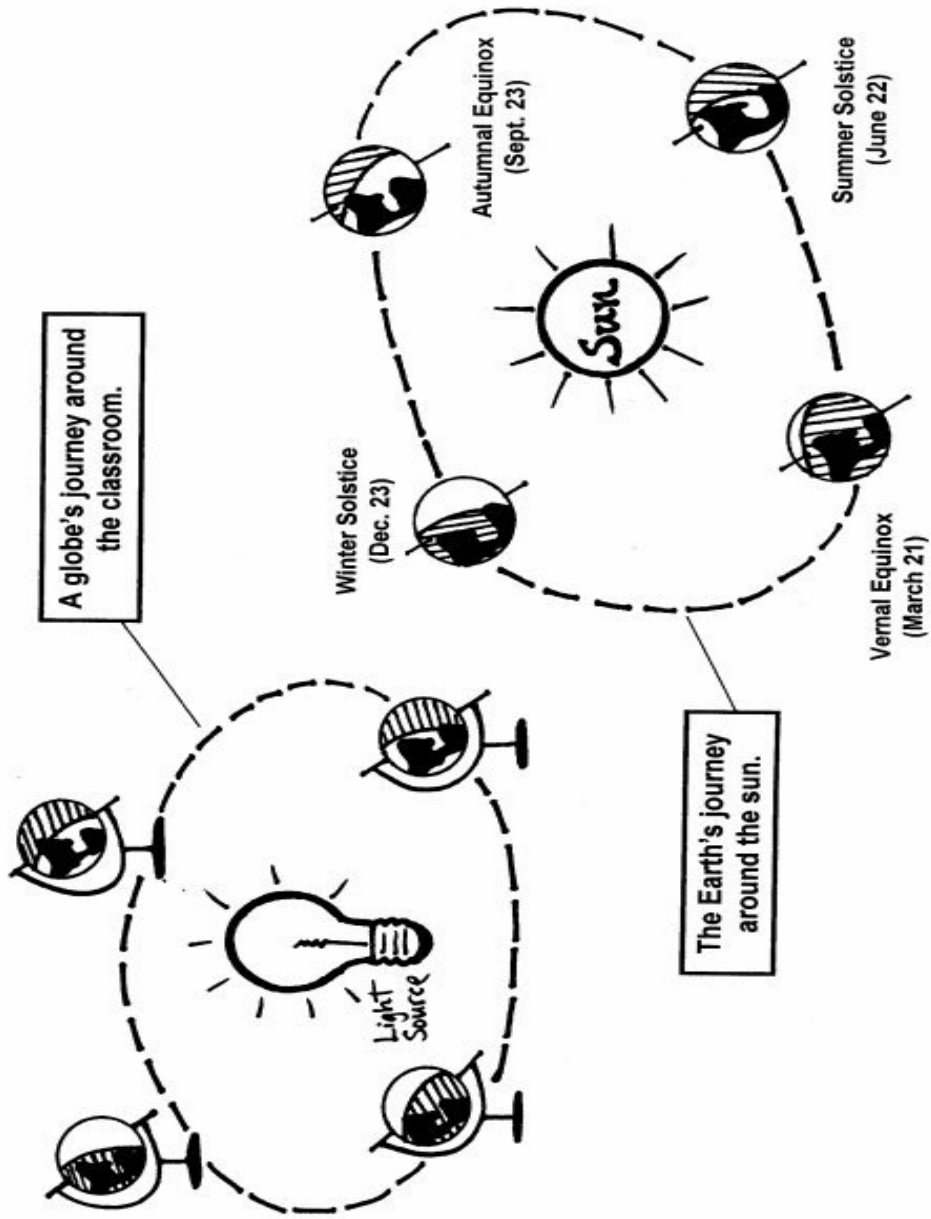 A globe's journey around
the classroom.
Light
Source
The Earth's journey
around the sun.
Winter Solstice
(Dec. 23)
Autumnal Equinox
(Sept. 23)
Sun
Vernal Equinox
(March 21)
Summer Solstice
(June 22)